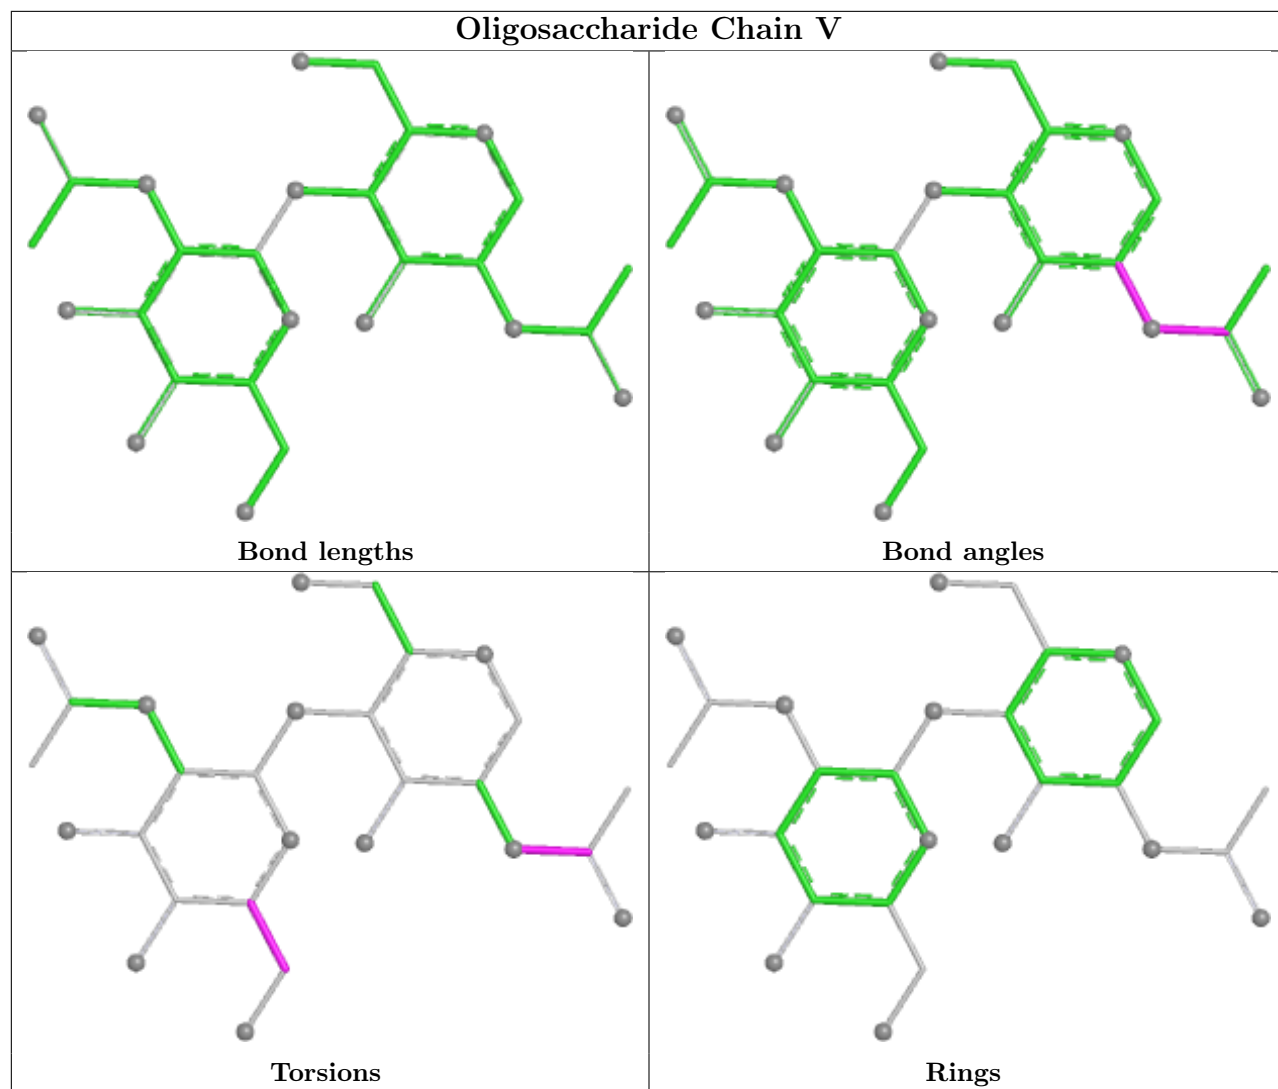 Oligosaccharide Chain V
Bond lengths
Bond angles
Torsions
Rings